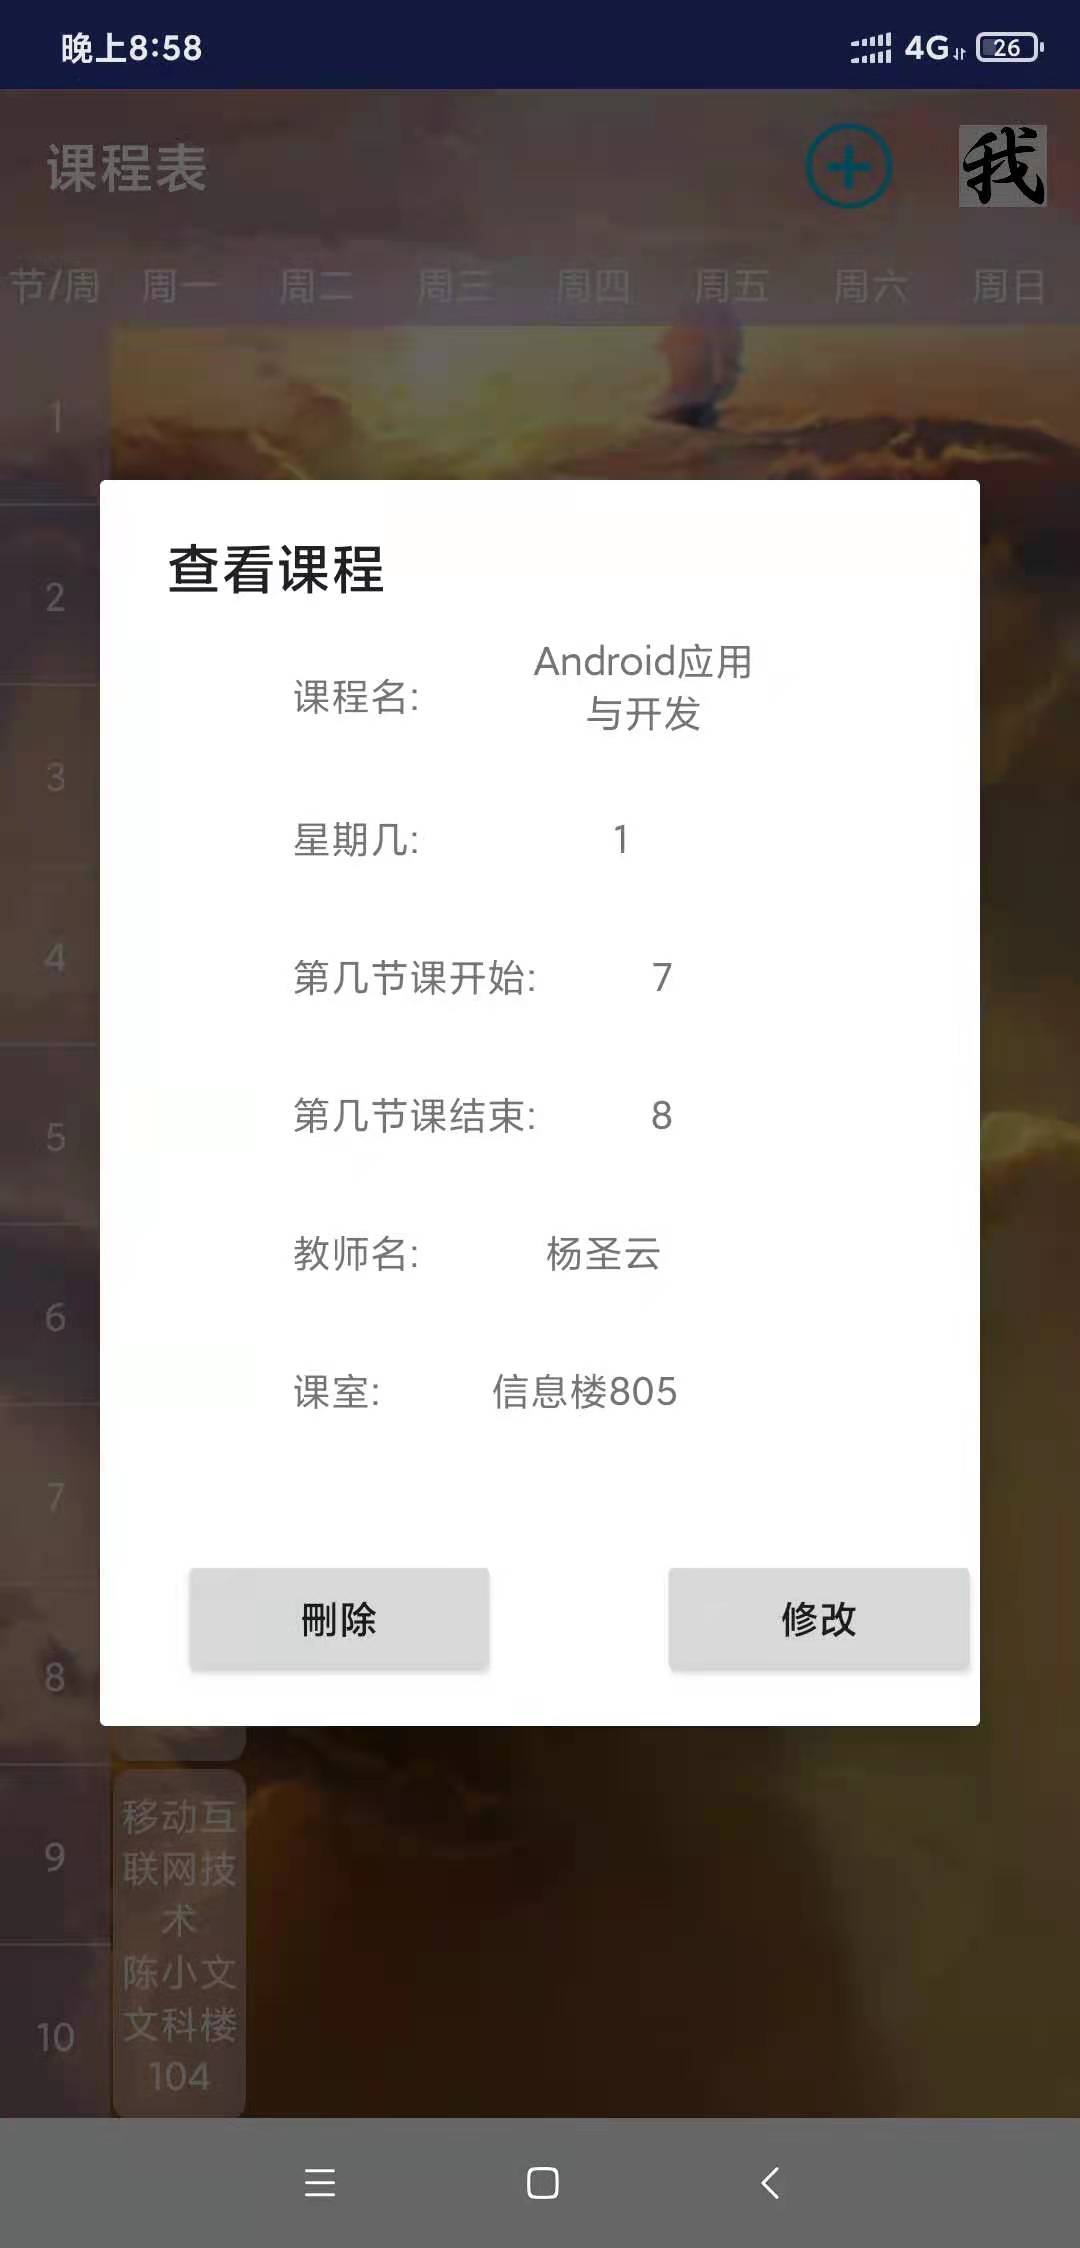 晚上8:58 4G 26
课程表 我
节/周 周一 周二 周三 周四 周五 周六 周日
1
2
3
4
5
6
7
8
9
10
查看课程
课程名: Android应用
与开发
星期几: 1
第几节课开始: 7
第几节课结束: 8
教师名: 杨圣云
课室: 信息楼805
删除 修改
移动互
联网技
术
陈小文
文科楼
104